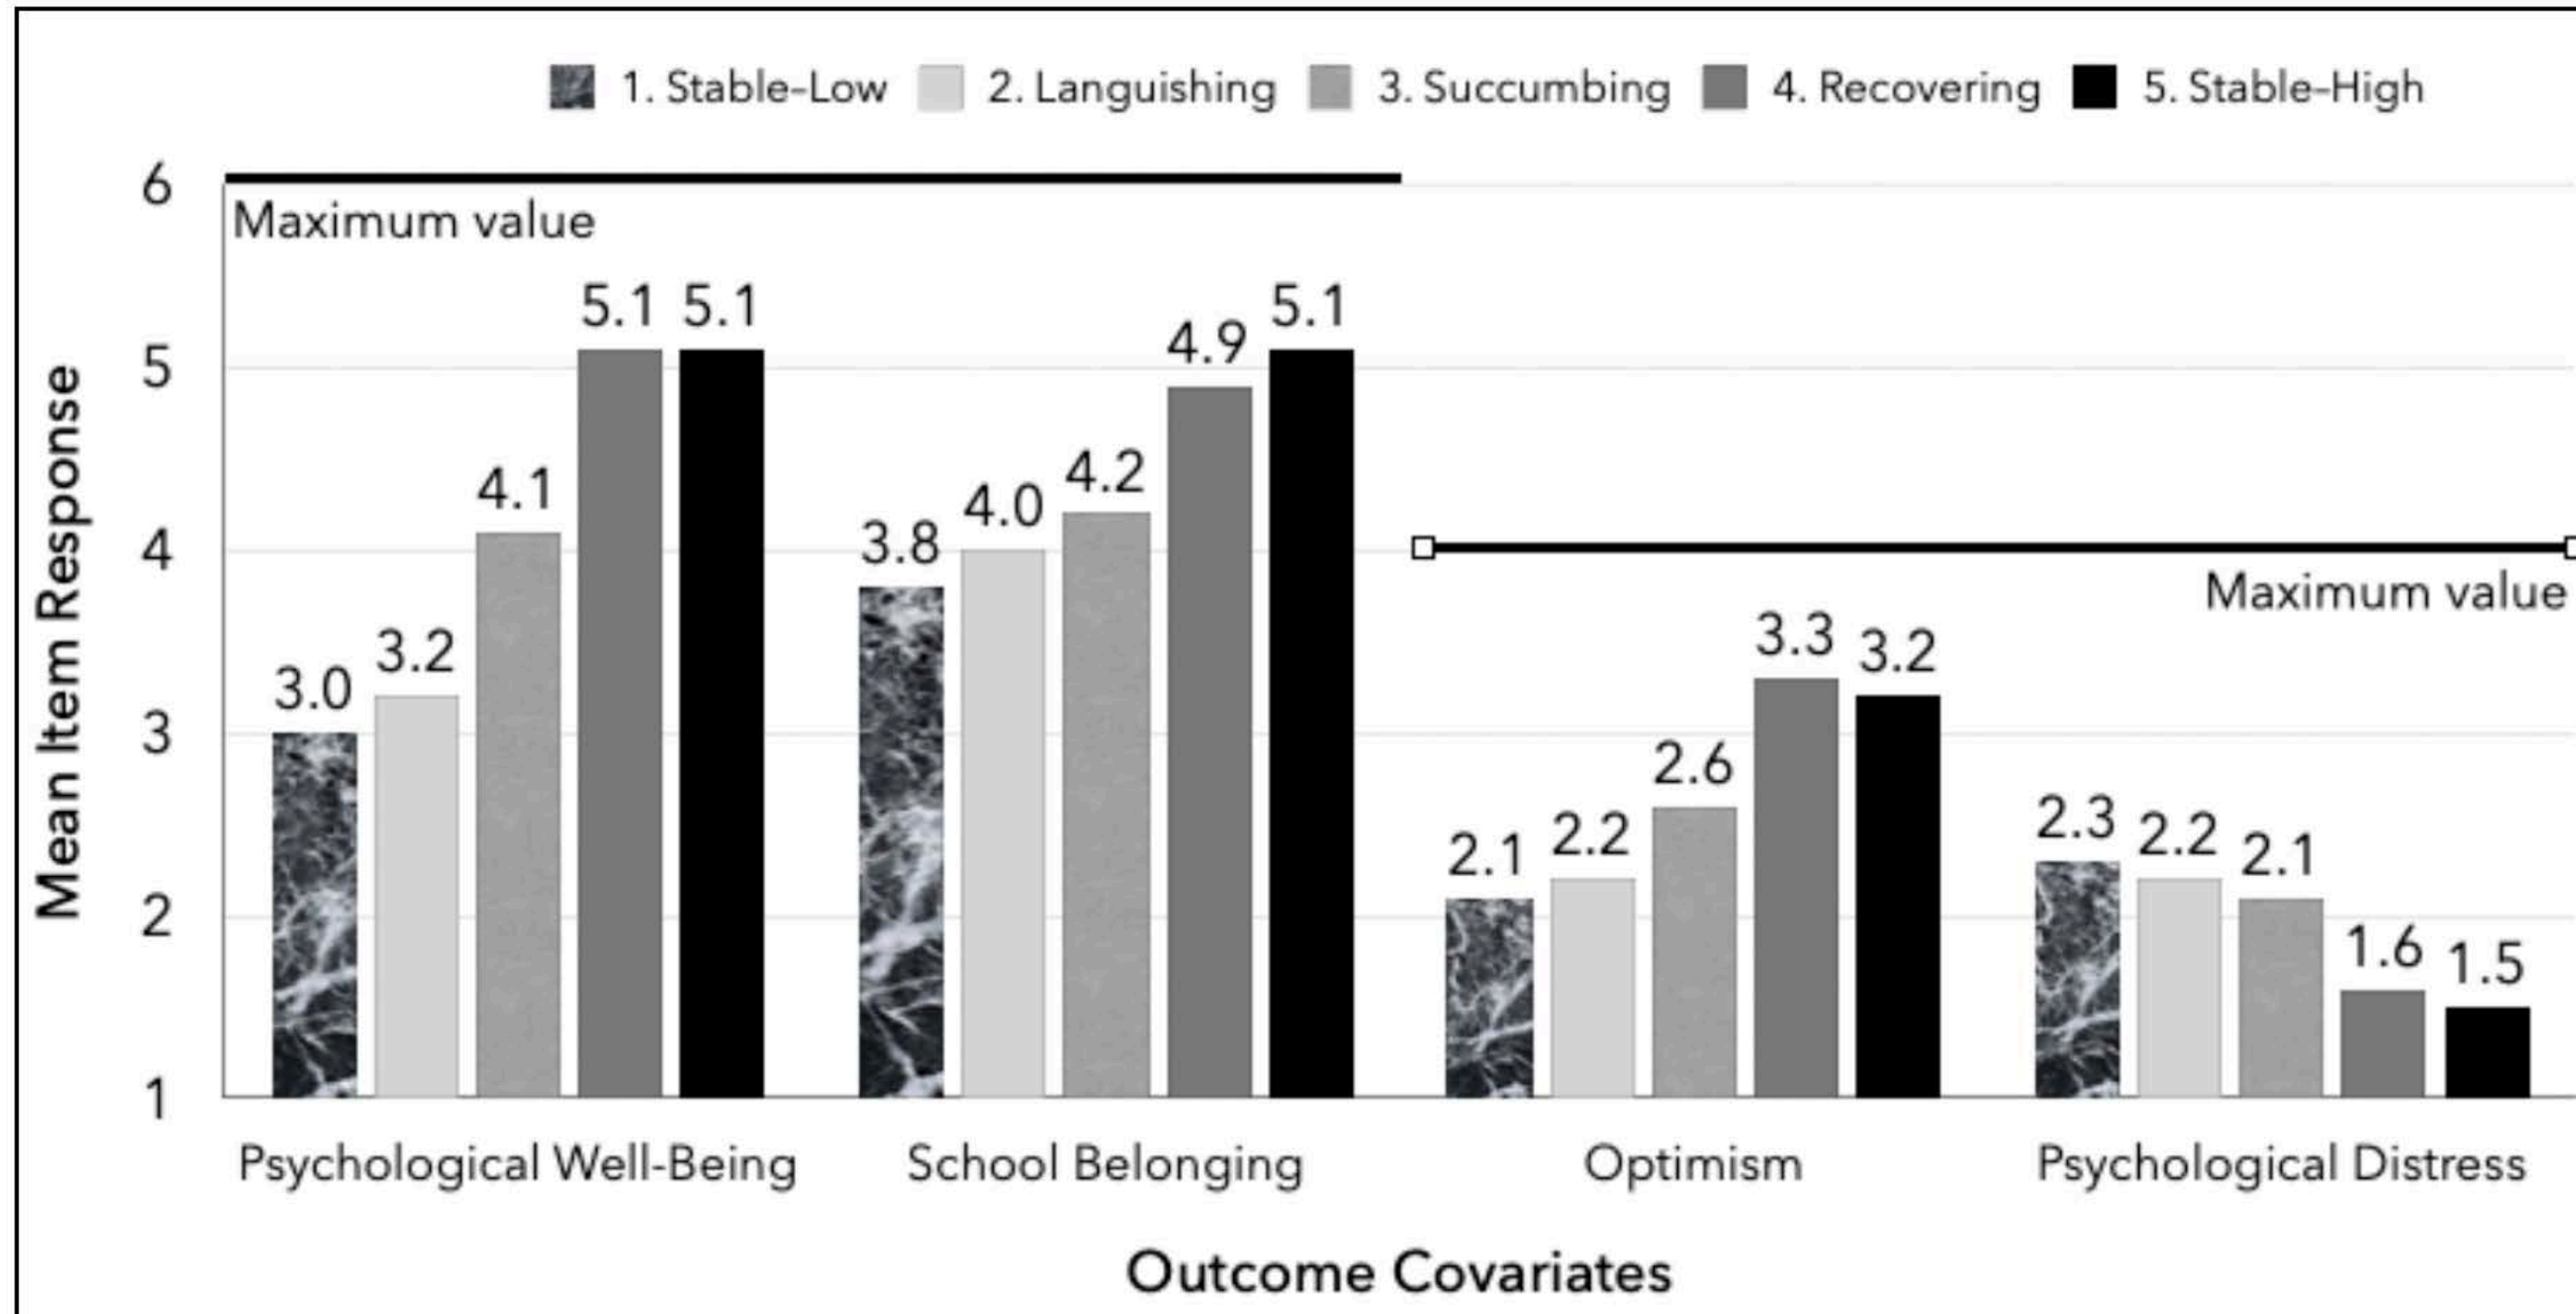 1. Stable-Low 2. Languishing 3. Succumbing 4. Recovering 5. Stable-High
6
Maximum value
5.1 5.1 5.1
5
4.9
4.1 4.2
4.0
3.8
4
Maximum value
3.0 3.2 3.3 3.2
3
2.6
2.1 2.2 2.3 2.2 2.1
2
1.6 1.5
1
Mean Item Response
Psychological Well-Being School Belonging Optimism Psychological Distress
Outcome Covariates